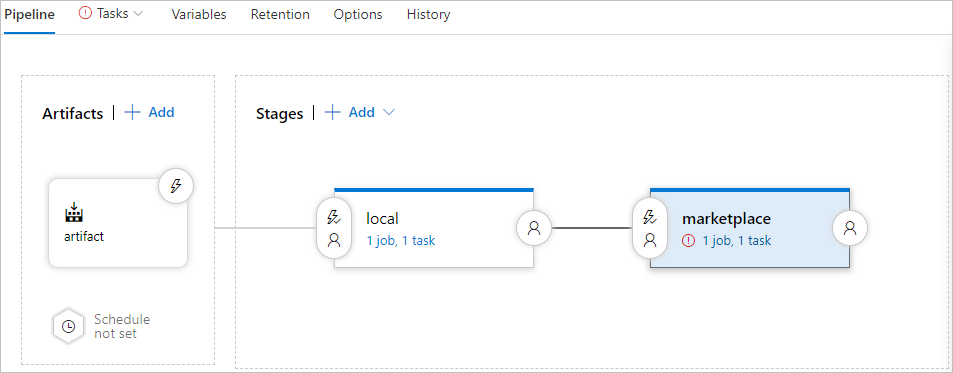 Pipeline Tasks Variables Retention Options History
Artifacts | + Add
Stages | + Add
artifact
local
1 job, 1 task
marketplace
1 job, 1 task
Schedule
not set